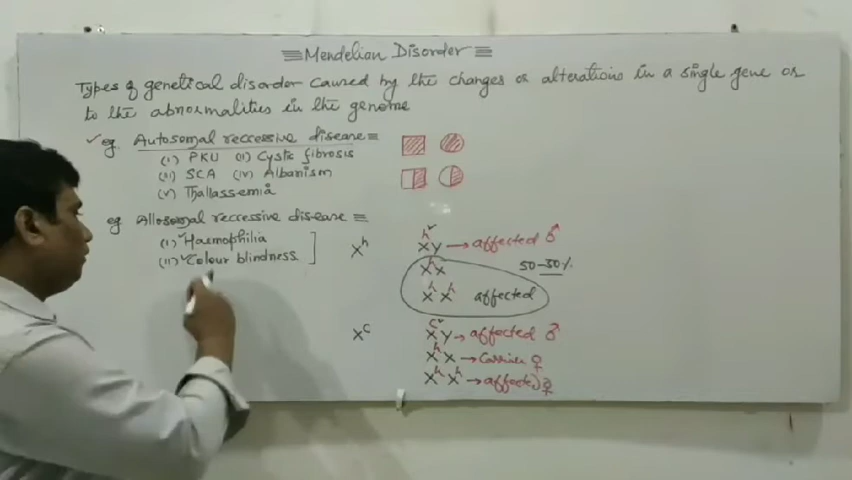 Mendelian Disorder
Types of genetical disorder caused by the changes or alterations in a single gene or
to the abnormalities in the genome
eg. Autosomal reccessive disease
(i) PKU (ii) Cystic fibrosis
(iii) SCA (iv) Albanism
(v) Thallassemia
eg Allosomal reccessive disease
(i) Haemophilia
(ii) Colour blindness
X^h
X^h Y → affected ♂
X^h X
50-50%
X^h X^h affected
X^c
X^c Y → affected ♂
X^h X → Carrier ♀
X^h X^h → affected ♀